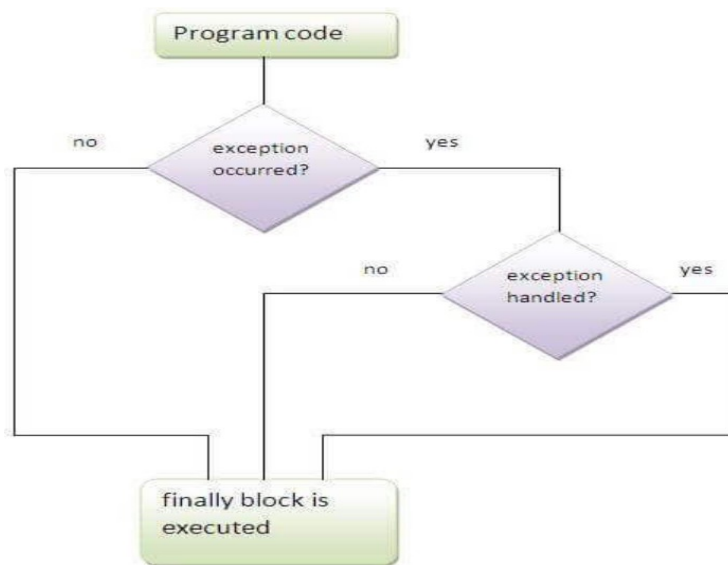 Program code
no
exception
occurred?
yes
no
exception
handled?
yes
finally block is
executed